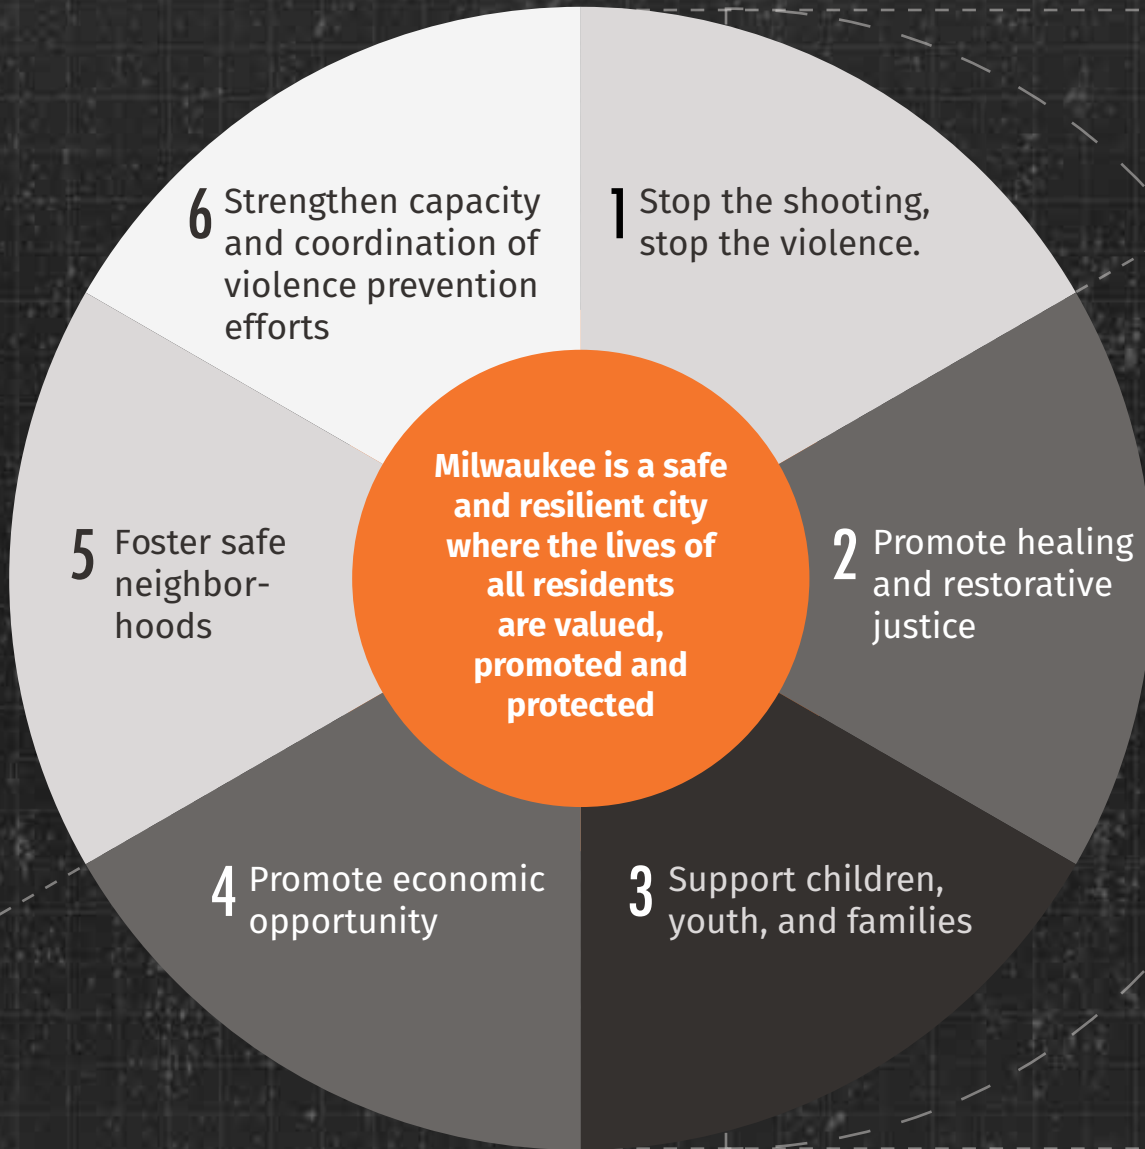 1 Stop the shooting,
stop the violence.
2 Promote healing
and restorative
justice
3 Support children,
youth, and families
4 Promote economic
opportunity
5 Foster safe
neighbor-
hoods
6 Strengthen capacity
and coordination of
violence prevention
efforts
Milwaukee is a safe
and resilient city
where the lives of
all residents
are valued,
promoted and
protected